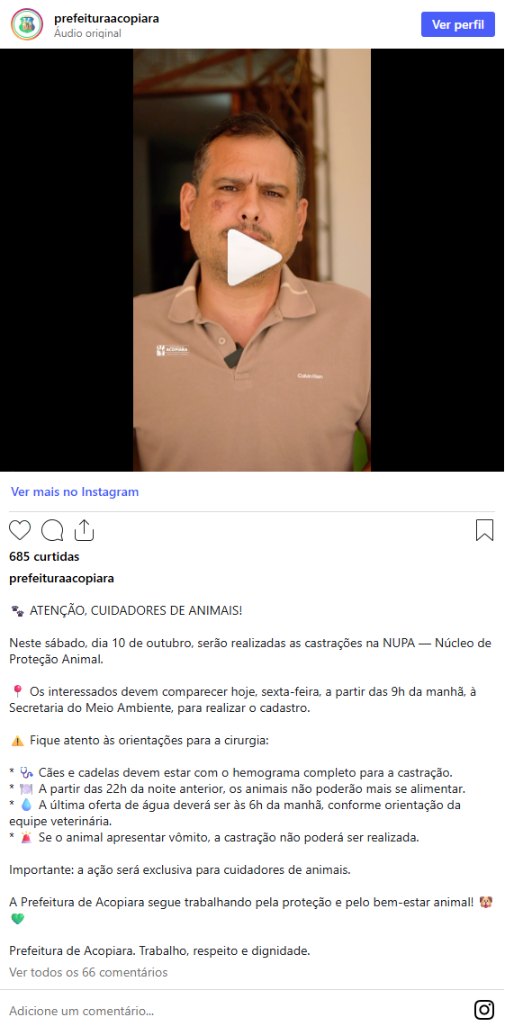 prefeituraacopiara
Áudio original
Ver perfil
ACOPIARA
Calvin Klein
Ver mais no Instagram
685 curtidas
prefeituraacopiara
🐾 ATENÇÃO, CUIDADORES DE ANIMAIS!
Neste sábado, dia 10 de outubro, serão realizadas as castrações na NUPA — Núcleo de
Proteção Animal.
📍 Os interessados devem comparecer hoje, sexta-feira, a partir das 9h da manhã, à
Secretaria do Meio Ambiente, para realizar o cadastro.
⚠️ Fique atento às orientações para a cirurgia:
* 🩺 Cães e cadelas devem estar com o hemograma completo para a castração.
* 🍽️ A partir das 22h da noite anterior, os animais não poderão mais se alimentar.
* 💧 A última oferta de água deverá ser às 6h da manhã, conforme orientação da
equipe veterinária.
* 🚨 Se o animal apresentar vômito, a castração não poderá ser realizada.
Importante: a ação será exclusiva para cuidadores de animais.
A Prefeitura de Acopiara segue trabalhando pela proteção e pelo bem-estar animal! 🐶
💚
Prefeitura de Acopiara. Trabalho, respeito e dignidade.
Ver todos os 66 comentários
Adicione um comentário...